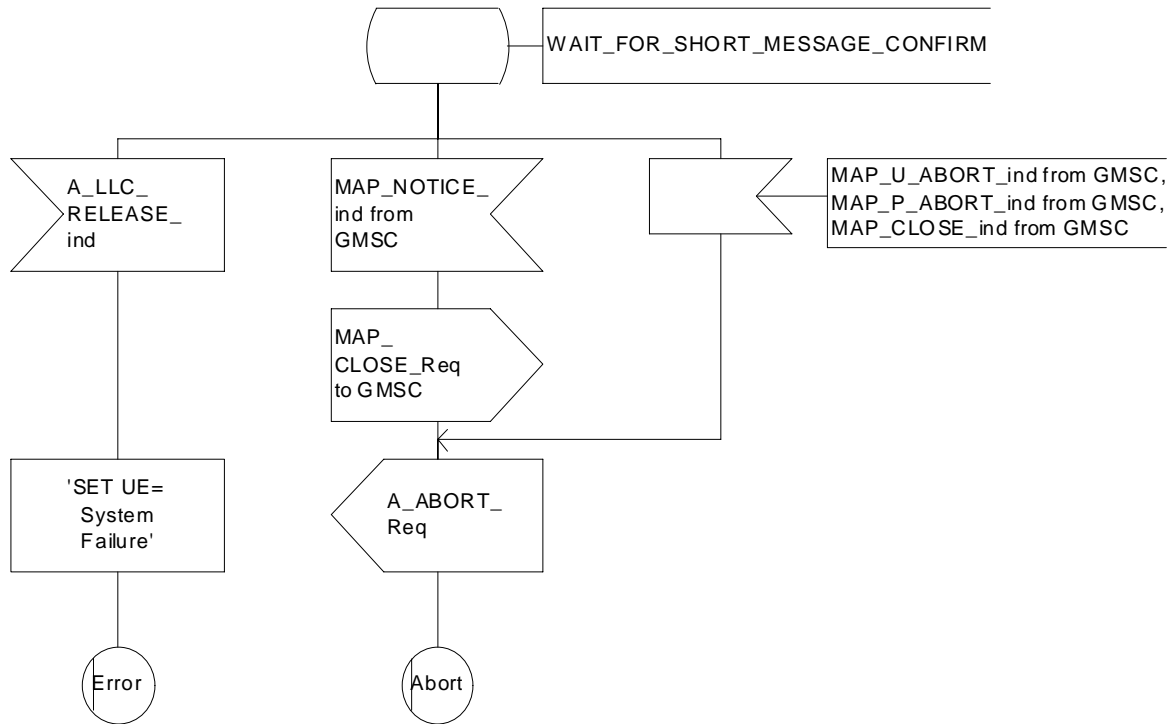 WAIT_FOR_SHORT_MESSAGE_CONFIRM
A_LLC_
RELEASE_
ind
MAP_NOTICE_
ind from
GMSC
MAP_U_ABORT_ind from GMSC,
MAP_P_ABORT_ind from GMSC,
MAP_CLOSE_ind from GMSC
MAP_
CLOSE_Req
to GMSC
'SET UE=
System
Failure'
A_ABORT_
Req
Error
Abort